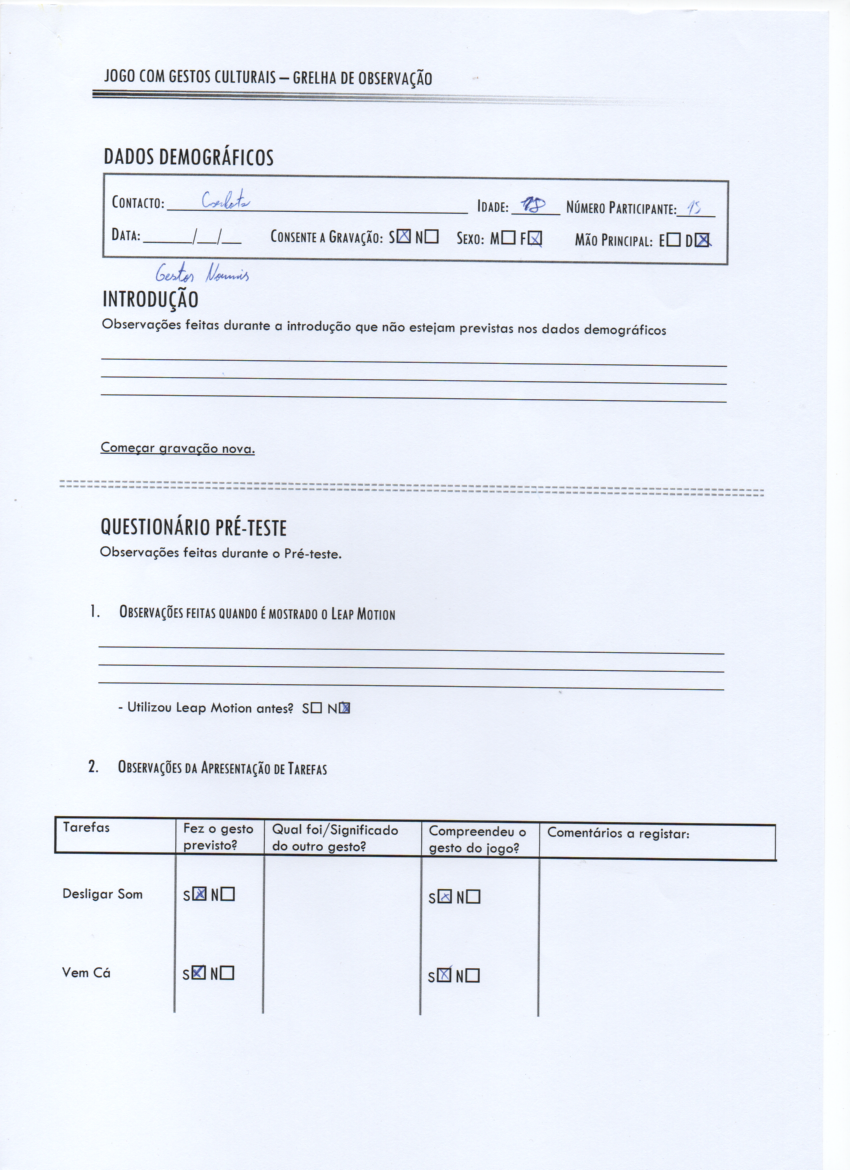 JOGO COM GESTOS CULTURAIS – GRELHA DE OBSERVAÇÃO
DADOS DEMOGRÁFICOS
CONTACTO: IDADE: NÚMERO PARTICIPANTE:
DATA: ______/__/__ CONSENTE A GRAVAÇÃO: S☒ N☐ SEXO: M☐ F☒ MÃO PRINCIPAL: E☐ D☒
Gestos Normais
INTRODUÇÃO
Observações feitas durante a introdução que não estejam previstas nos dados demográficos
Começar gravação nova.
QUESTIONÁRIO PRÉ-TESTE
Observações feitas durante o Pré-teste.
1. OBSERVAÇÕES FEITAS QUANDO É MOSTRADO O LEAP MOTION
- Utilizou Leap Motion antes? S☐ N☒
2. OBSERVAÇÕES DA APRESENTAÇÃO DE TAREFAS
Tarefas Fez o gesto previsto? Qual foi/Significado do outro gesto? Compreendeu o gesto do jogo? Comentários a registar:
Desligar Som S☒ N☐ S☒ N☐
Vem Cá S☒ N☐ S☒ N☐